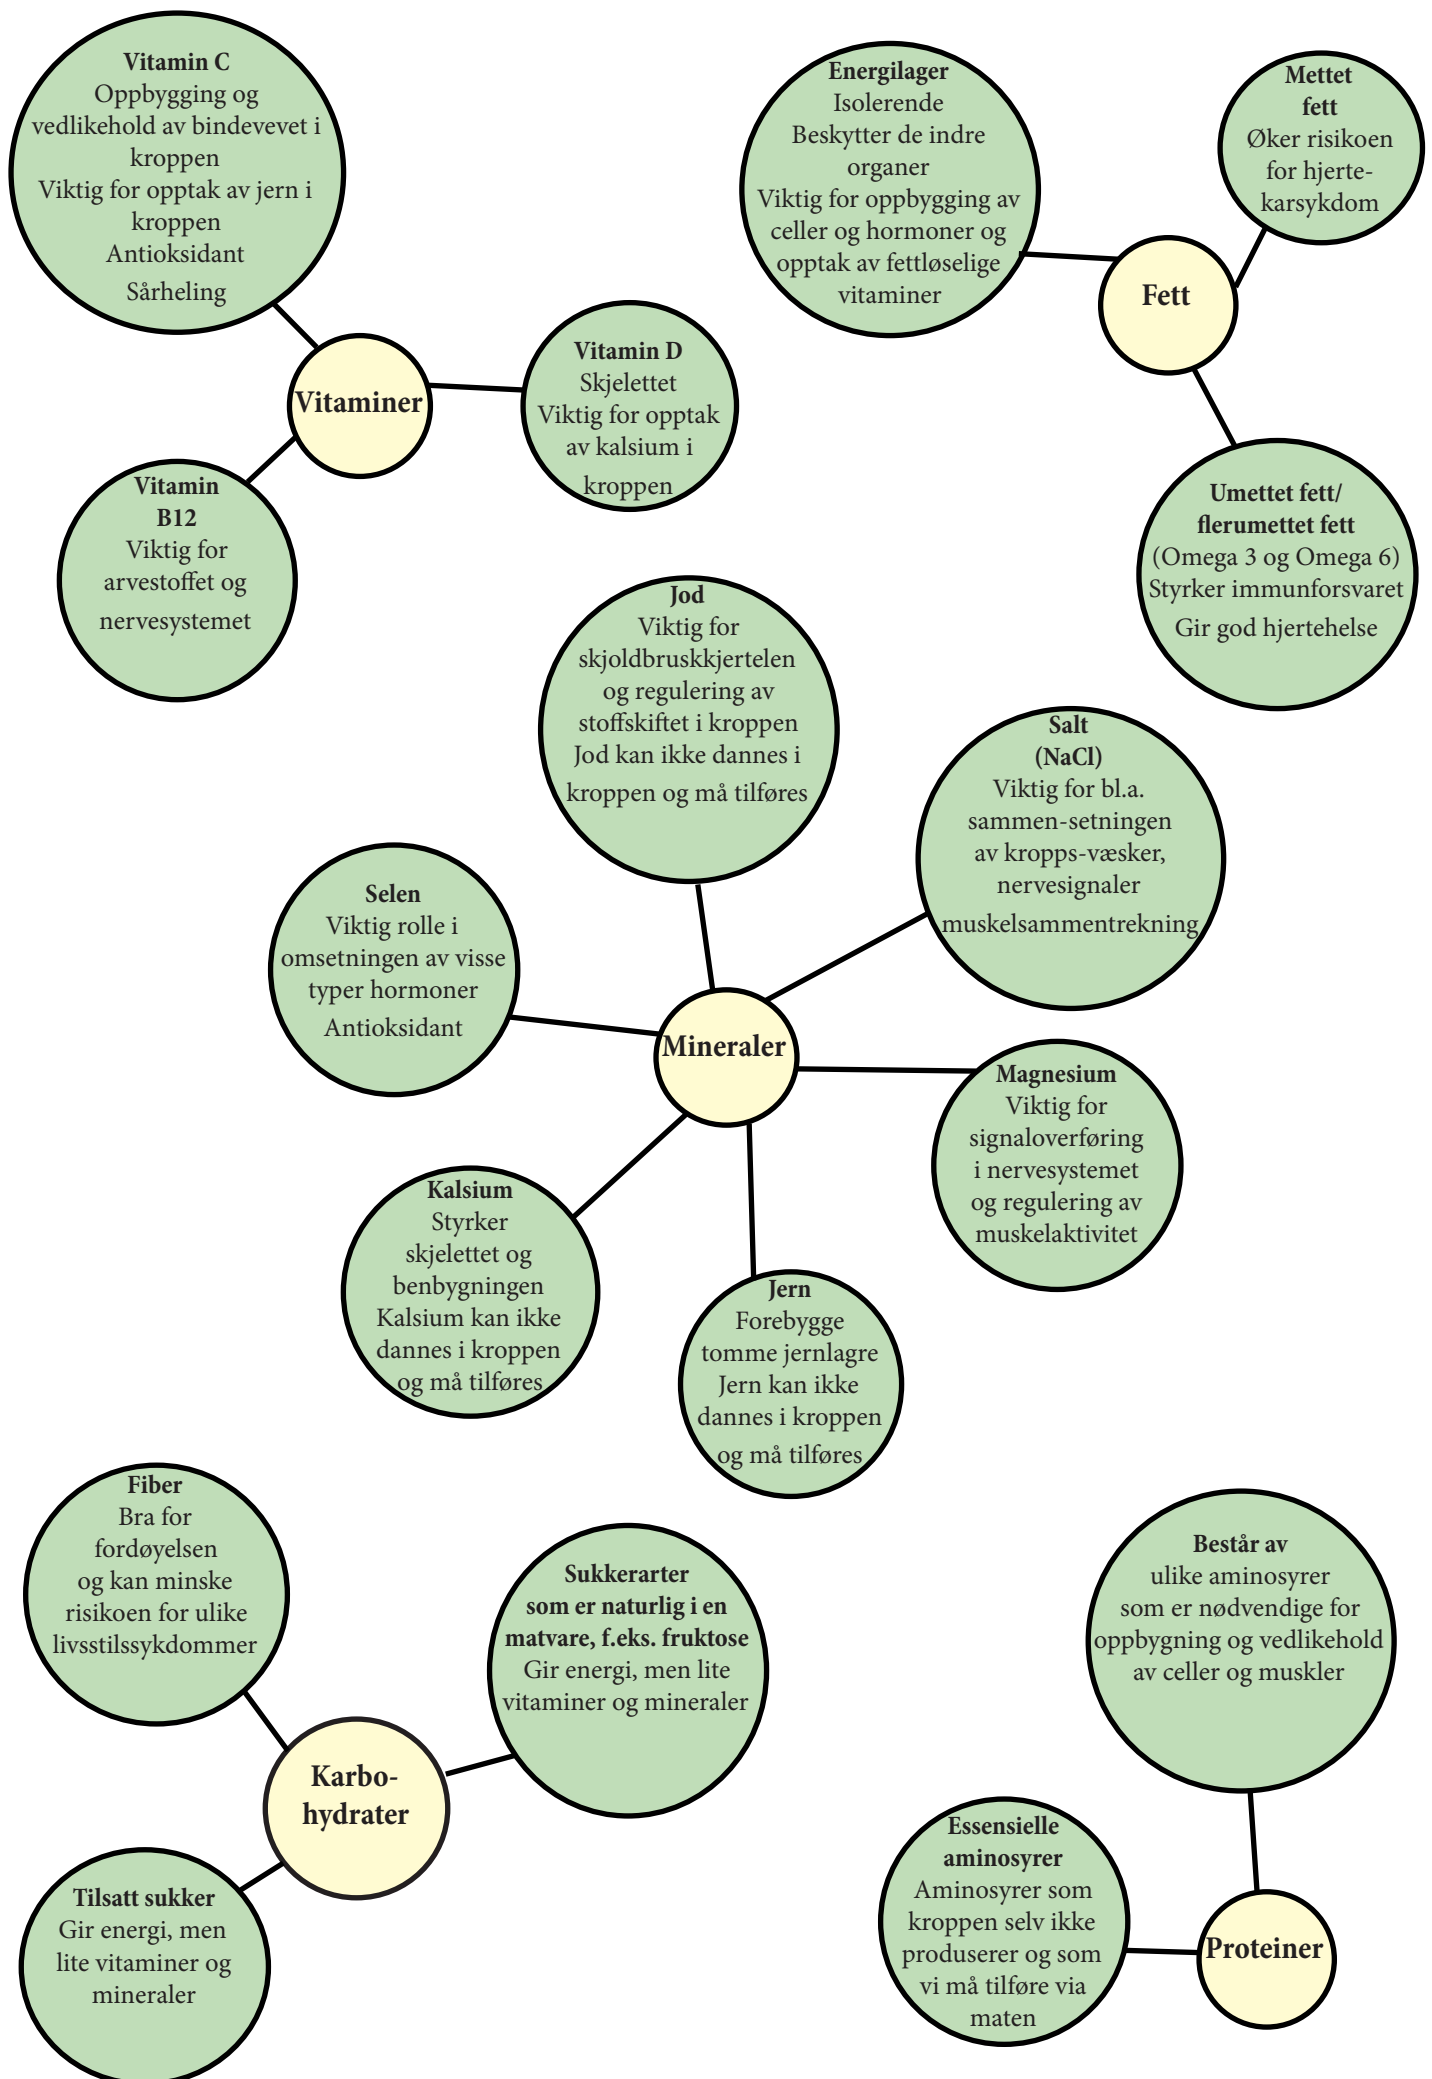 Vitamin C
Oppbygging og
vedlikehold av bindevevet i
kroppen
Viktig for opptak av jern i
kroppen
Antioksidant
Sårheling
Vitaminer
Vitamin D
Skjelettet
Viktig for opptak
av kalsium i
kroppen
Vitamin
B12
Viktig for
arvestoffet og
nervesystemet
Energilager
Isolerende
Beskytter de indre
organer
Viktig for oppbygging av
celler og hormoner og
opptak av fettløselige
vitaminer
Mettet
fett
Øker risikoen
for hjerte-
karsykdom
Fett
Umettet fett/
flerumettet fett
(Omega 3 og Omega 6)
Styrker immunforsvaret
Gir god hjertehelse
Jod
Viktig for
skjoldbruskkjertelen
og regulering av
stoffskiftet i kroppen
Jod kan ikke dannes i
kroppen og må tilføres
Salt
(NaCl)
Viktig for bl.a.
sammen-setningen
av kropps-væsker,
nervesignaler
muskelsammentrekning
Selen
Viktig rolle i
omsetningen av visse
typer hormoner
Antioksidant
Mineraler
Magnesium
Viktig for
signaloverføring
i nervesystemet
og regulering av
muskelaktivitet
Kalsium
Styrker
skjelettet og
benbygningen
Kalsium kan ikke
dannes i kroppen
og må tilføres
Jern
Forebygge
tomme jernlagre
Jern kan ikke
dannes i kroppen
og må tilføres
Fiber
Bra for
fordøyelsen
og kan minske
risikoen for ulike
livsstilssykdommer
Sukkerarter
som er naturlig i en
matvare, f.eks. fruktose
Gir energi, men lite
vitaminer og mineraler
Karbo-
hydrater
Tilsatt sukker
Gir energi, men
lite vitaminer og
mineraler
Består av
ulike aminosyrer
som er nødvendige for
oppbygning og vedlikehold
av celler og muskler
Essensielle
aminosyrer
Aminosyrer som
kroppen selv ikke
produserer og som
vi må tilføre via
maten
Proteiner